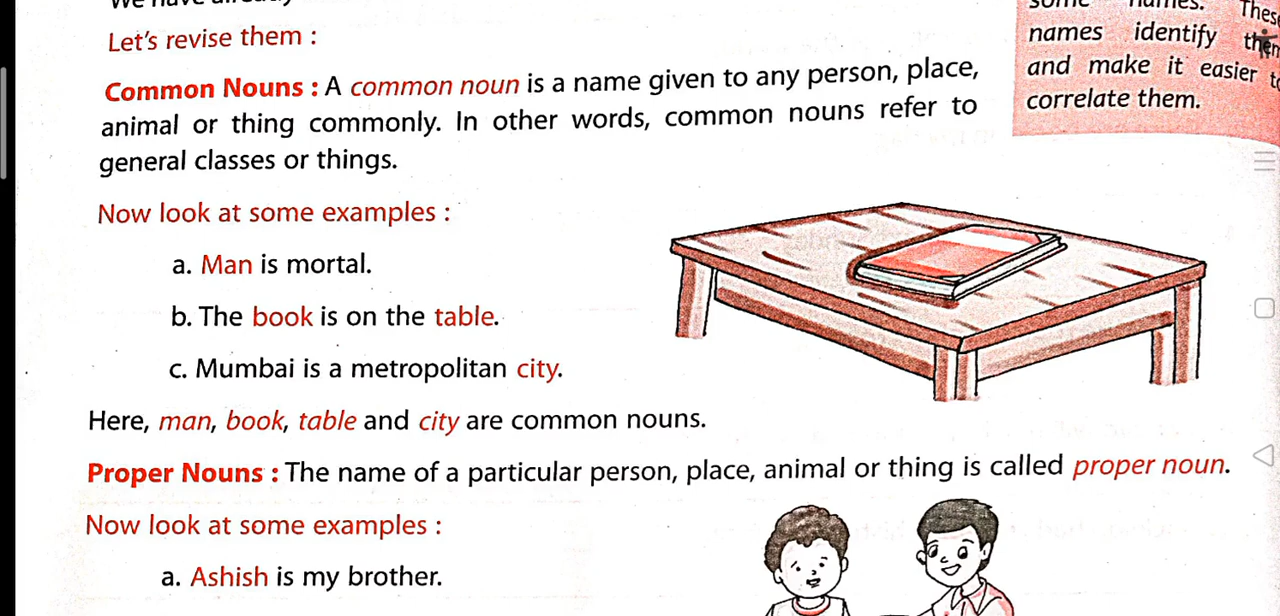 Let's revise them :
Common Nouns : A common noun is a name given to any person, place,
animal or thing commonly. In other words, common nouns refer to
general classes or things.
names identify them
and make it easier to
correlate them.
Now look at some examples :
a. Man is mortal.
b. The book is on the table.
c. Mumbai is a metropolitan city.
Here, man, book, table and city are common nouns.
Proper Nouns : The name of a particular person, place, animal or thing is called proper noun.
Now look at some examples :
a. Ashish is my brother.